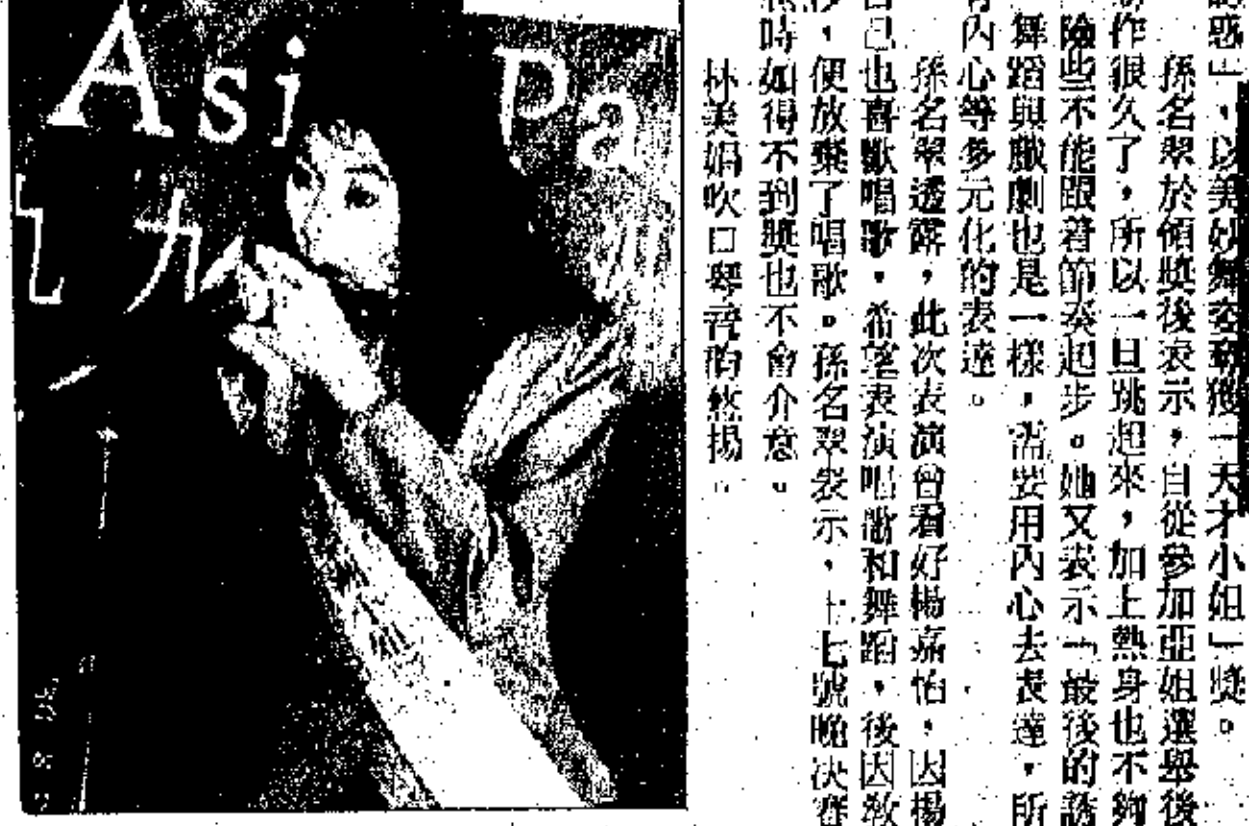 惑」，以美妙舞姿勇獲「天才小姐」獎。
孫名翠於領獎後表示，自從參加亞姐選舉後
作很久了，所以一旦跳起來，加上熱身也不夠
險些不能跟着節奏起步。她又表示「最後的誘
舞蹈與戲劇也是一樣，需要用內心去表達，所
有內心等多元化的表達。
孫名翠透露，此次表演曾看好楊嘉怡，因楊
自己也喜歡唱歌，希望表演唱歌和舞蹈，後因教
，便放棄了唱歌。孫名翠表示，十七號晚決賽
時如得不到獎也不會介意。
林美娟吹口琴音韵悠揚。
Asi Pa